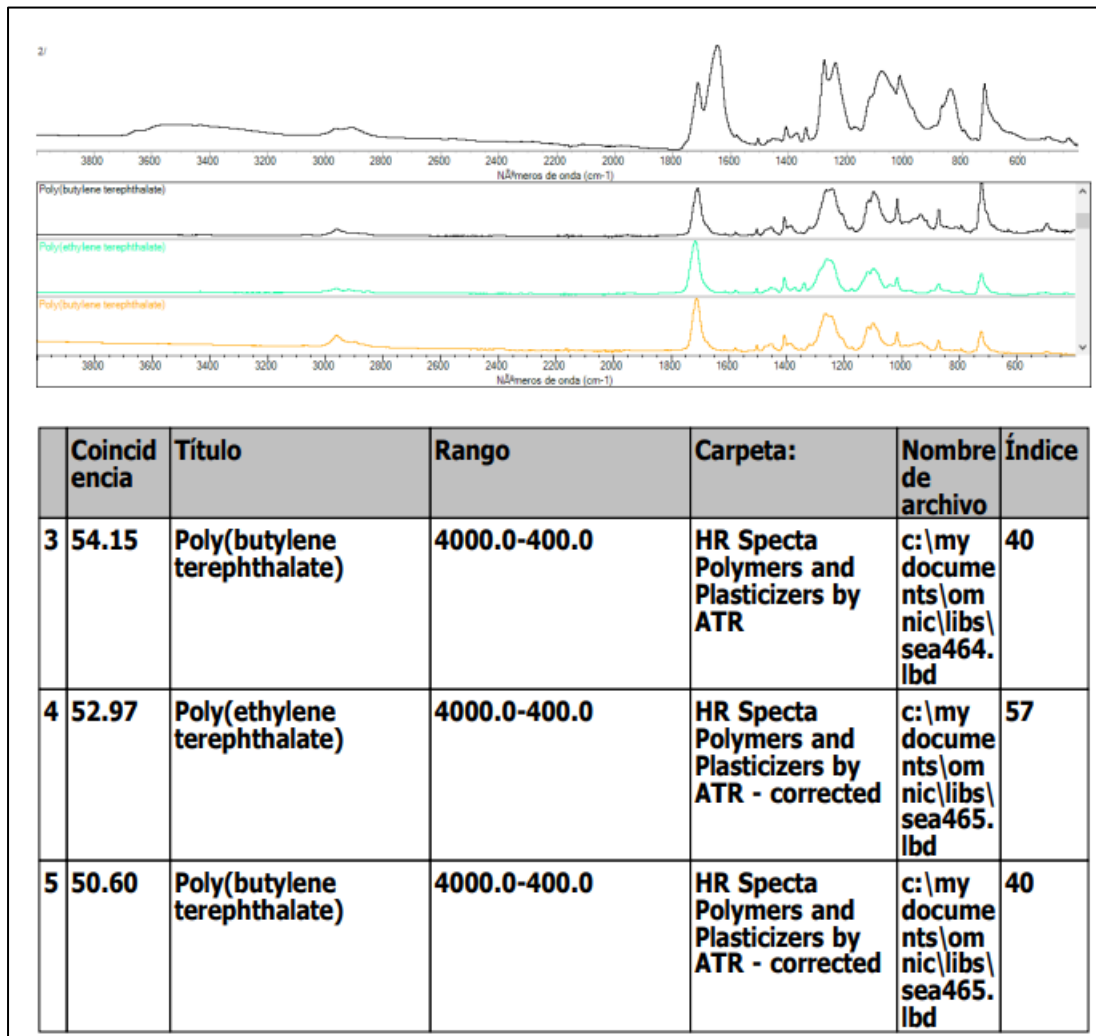 2/
3800 3600 3400 3200 3000 2800 2600 2400 2200 2000 1800 1600 1400 1200 1000 800 600
NÃºmeros de onda (cm-1)
Poly(butylene terephthalate)
Poly(ethylene terephthalate)
Poly(butylene terephthalate)
3800 3600 3400 3200 3000 2800 2600 2400 2200 2000 1800 1600 1400 1200 1000 800 600
NÃºmeros de onda (cm-1)
Coincid
encia
Título
Rango
Carpeta:
Nombre
de
archivo
Índice
3
54.15
Poly(butylene
terephthalate)
4000.0-400.0
HR Specta
Polymers and
Plasticizers by
ATR
c:\my
docume
nts\om
nic\libs\
sea464.
lbd
40
4
52.97
Poly(ethylene
terephthalate)
4000.0-400.0
HR Specta
Polymers and
Plasticizers by
ATR - corrected
c:\my
docume
nts\om
nic\libs\
sea465.
lbd
57
5
50.60
Poly(butylene
terephthalate)
4000.0-400.0
HR Specta
Polymers and
Plasticizers by
ATR - corrected
c:\my
docume
nts\om
nic\libs\
sea465.
lbd
40